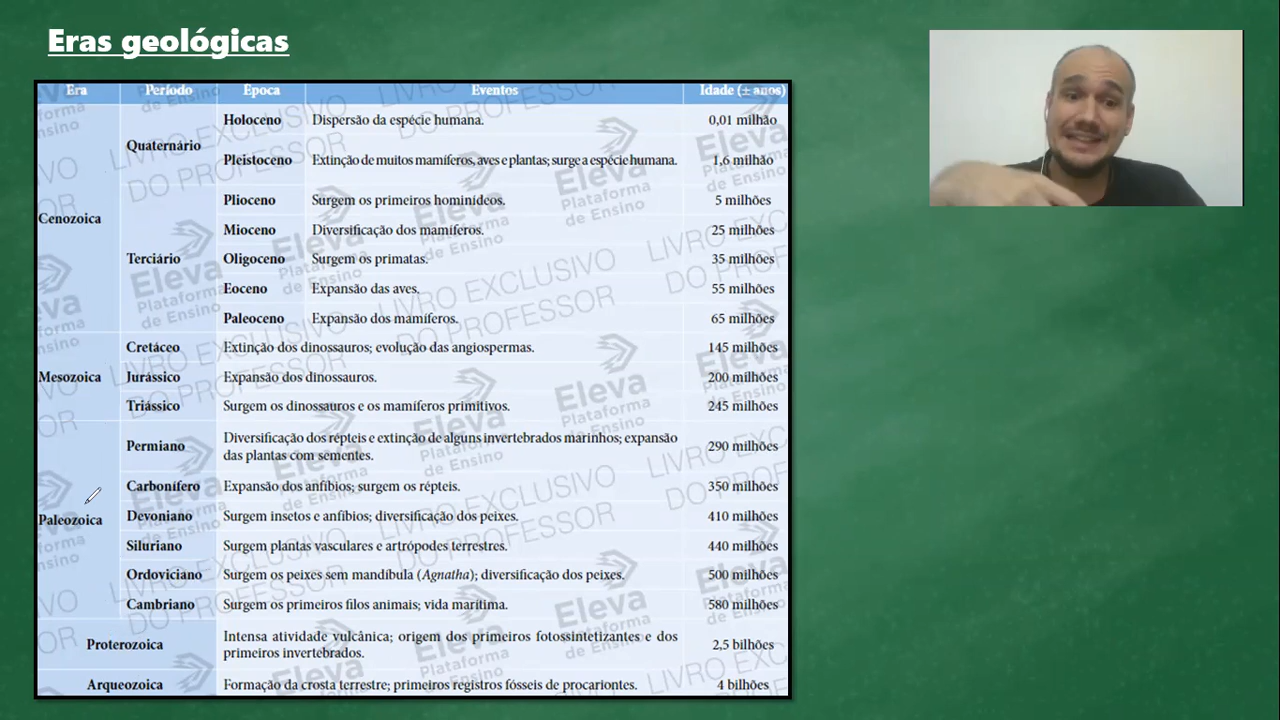 Eras geológicas
Era Período Época Eventos Idade (± anos)
Holoceno Dispersão da espécie humana. 0,01 milhão
Quaternário
Pleistoceno Extinção de muitos mamíferos, aves e plantas; surge a espécie humana. 1,6 milhão
Plioceno Surgem os primeiros hominídeos. 5 milhões
Cenozoica
Mioceno Diversificação dos mamíferos. 25 milhões
Terciário Oligoceno Surgem os primatas. 35 milhões
Eoceno Expansão das aves. 55 milhões
Paleoceno Expansão dos mamíferos. 65 milhões
Cretáceo Extinção dos dinossauros; evolução das angiospermas. 145 milhões
Mesozoica Jurássico Expansão dos dinossauros. 200 milhões
Triássico Surgem os dinossauros e os mamíferos primitivos. 245 milhões
Permiano Diversificação dos répteis e extinção de alguns invertebrados marinhos; expansão
das plantas com sementes. 290 milhões
Carbonífero Expansão dos anfíbios; surgem os répteis. 350 milhões
Paleozoica Devoniano Surgem insetos e anfíbios; diversificação dos peixes. 410 milhões
Siluriano Surgem plantas vasculares e artrópodes terrestres. 440 milhões
Ordoviciano Surgem os peixes sem mandíbula (Agnatha); diversificação dos peixes. 500 milhões
Cambriano Surgem os primeiros filos animais; vida marítima. 580 milhões
Proterozoica Intensa atividade vulcânica; origem dos primeiros fotossintetizantes e dos
primeiros invertebrados. 2,5 bilhões
Arqueozoica Formação da crosta terrestre; primeiros registros fósseis de procariontes. 4 bilhões
LIVRO EXCLUSIVO
DO PROFESSOR
Eleva
Plataforma
de Ensino